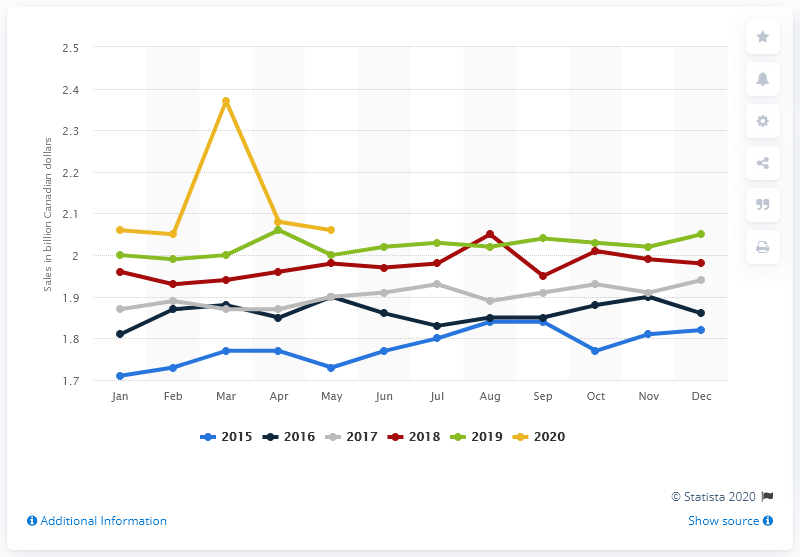 2.5
2.4
2.3
2.2
2.1
2
1.9
1.8
1.7
Sales in billion Canadian dollars
Jan Feb Mar Apr May Jun Jul Aug Sep Oct Nov Dec
2015 2016 2017 2018 2019 2020
© Statista 2020
Additional Information Show source